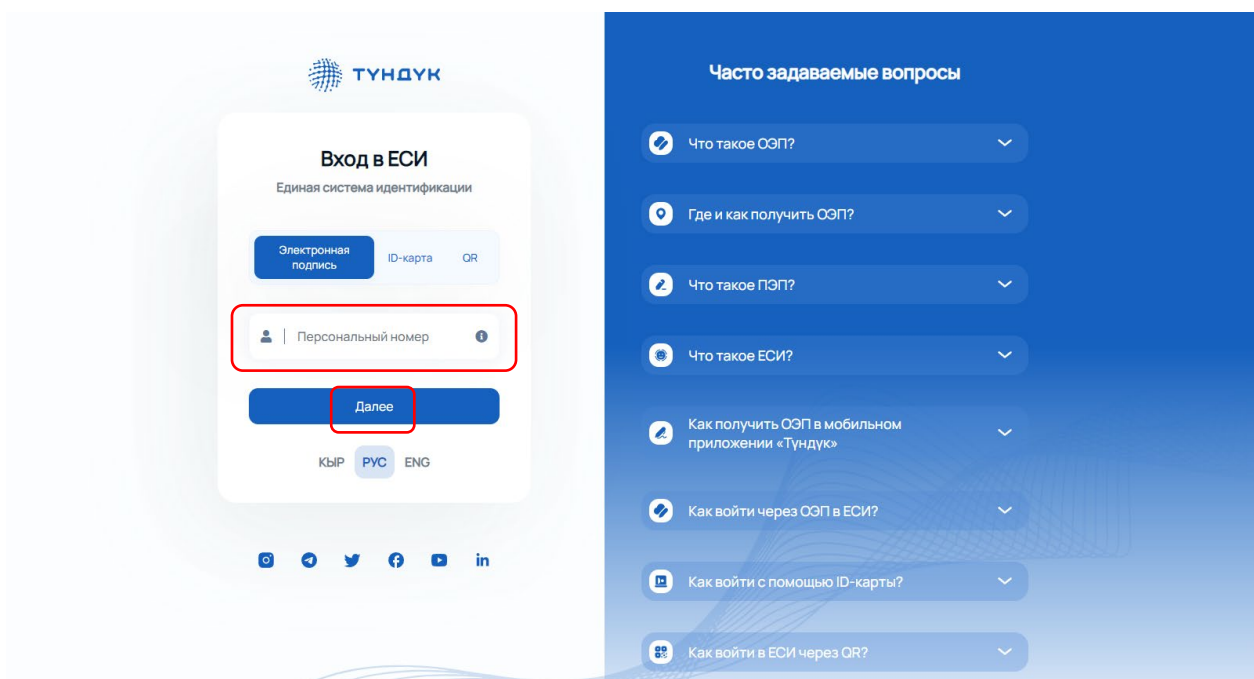 ТҮНДҮК
Вход в ЕСИ
Единая система идентификации
Электронная
подпись
ID-карта
QR
Персональный номер
Далее
КЫР РУС ENG
Часто задаваемые вопросы
Что такое ОЭП?
Где и как получить ОЭП?
Что такое ПЭП?
Что такое ЕСИ?
Как получить ОЭП в мобильном
приложении «Түндүк»
Как войти через ОЭП в ЕСИ?
Как войти с помощью ID-карты?
Как войти в ЕСИ через QR?